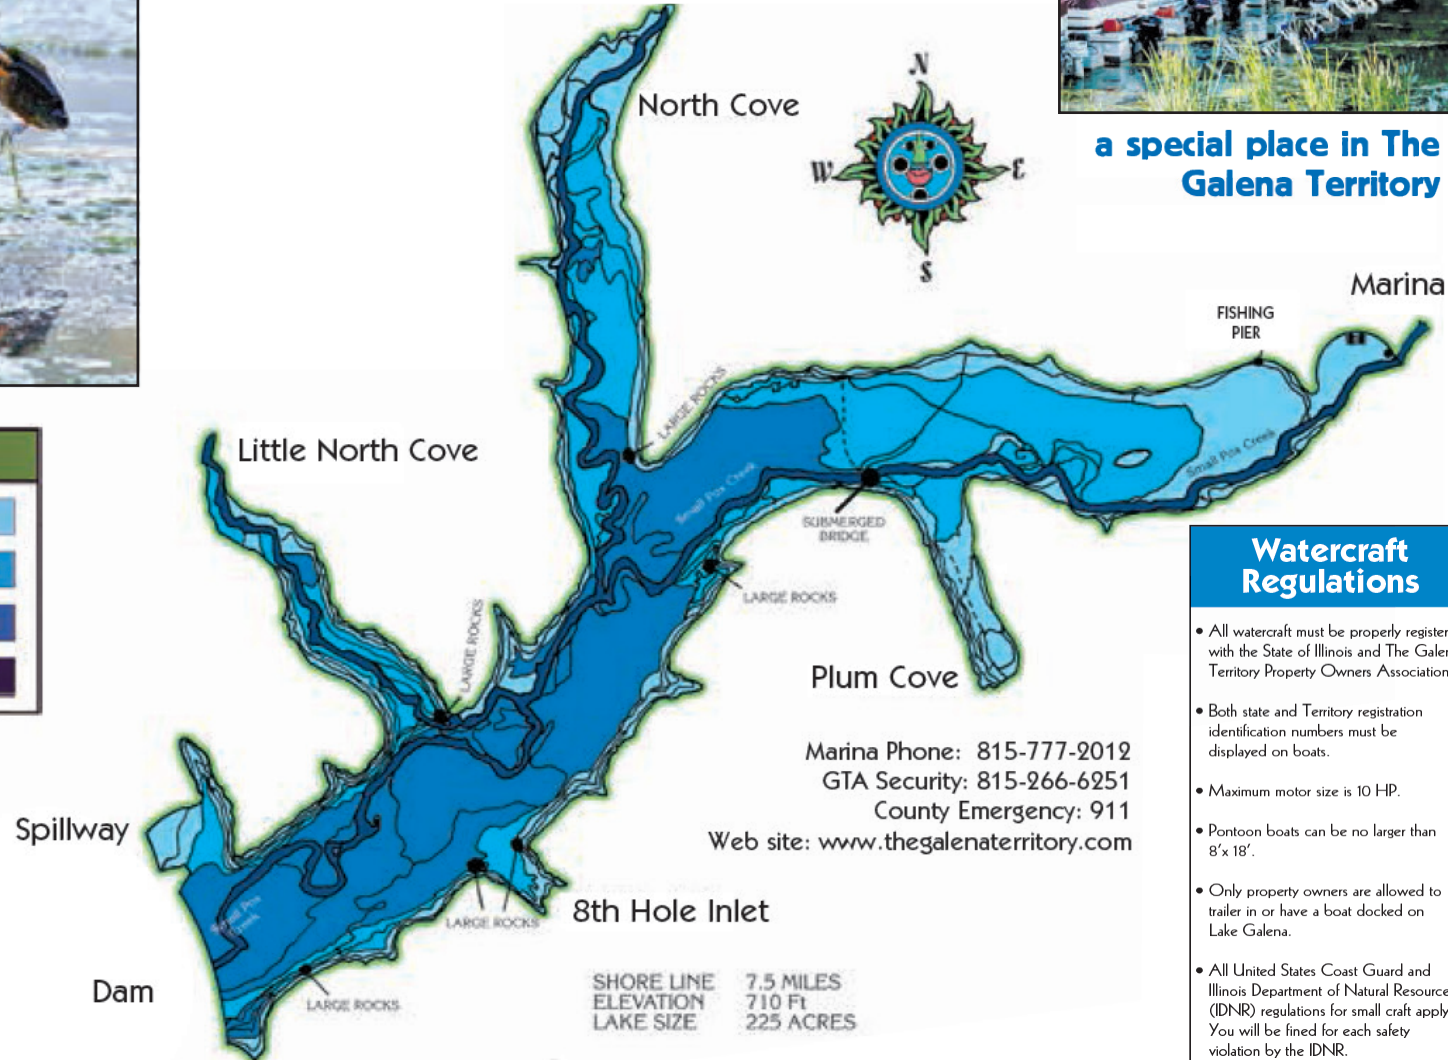 North Cove
N
W
E
S
a special place in The
Galena Territory
Marina
FISHING
PIER
LARGE ROCKS
Little North Cove
Small Pox Creek
Small Pox Creek
SUBMERGED
BRIDGE
LARGE ROCKS
LARGE ROCKS
Plum Cove
Marina Phone: 815-777-2012
GTA Security: 815-266-6251
County Emergency: 911
Web site: www.thegalenaterritory.com
Spillway
Small Pox
Creek
LARGE ROCKS
8th Hole Inlet
Dam
LARGE ROCKS
SHORE LINE 7.5 MILES
ELEVATION 710 Ft
LAKE SIZE 225 ACRES
Watercraft
Regulations
• All watercraft must be properly register
with the State of Illinois and The Galen
Territory Property Owners Association
• Both state and Territory registration
identification numbers must be
displayed on boats.
• Maximum motor size is 10 HP.
• Pontoon boats can be no larger than
8'x 18'.
• Only property owners are allowed to
trailer in or have a boat docked on
Lake Galena.
• All United States Coast Guard and
Illinois Department of Natural Resource
(IDNR) regulations for small craft apply
You will be fined for each safety
violation by the IDNR.